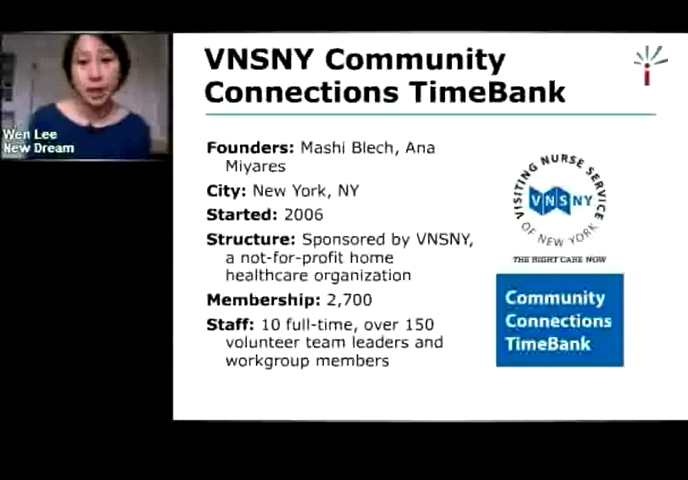 VNSNY Community
Connections TimeBank
Wen Lee
New Dream
Founders: Mashi Blech, Ana
Miyares
City: New York, NY
Started: 2006
Structure: Sponsored by VNSNY,
a not-for-profit home
healthcare organization
Membership: 2,700
Staff: 10 full-time, over 150
volunteer team leaders and
workgroup members
VISITING NURSE SERVICE
VNSNY
OF NEW YORK
THE RIGHT CARE NOW
Community
Connections
TimeBank